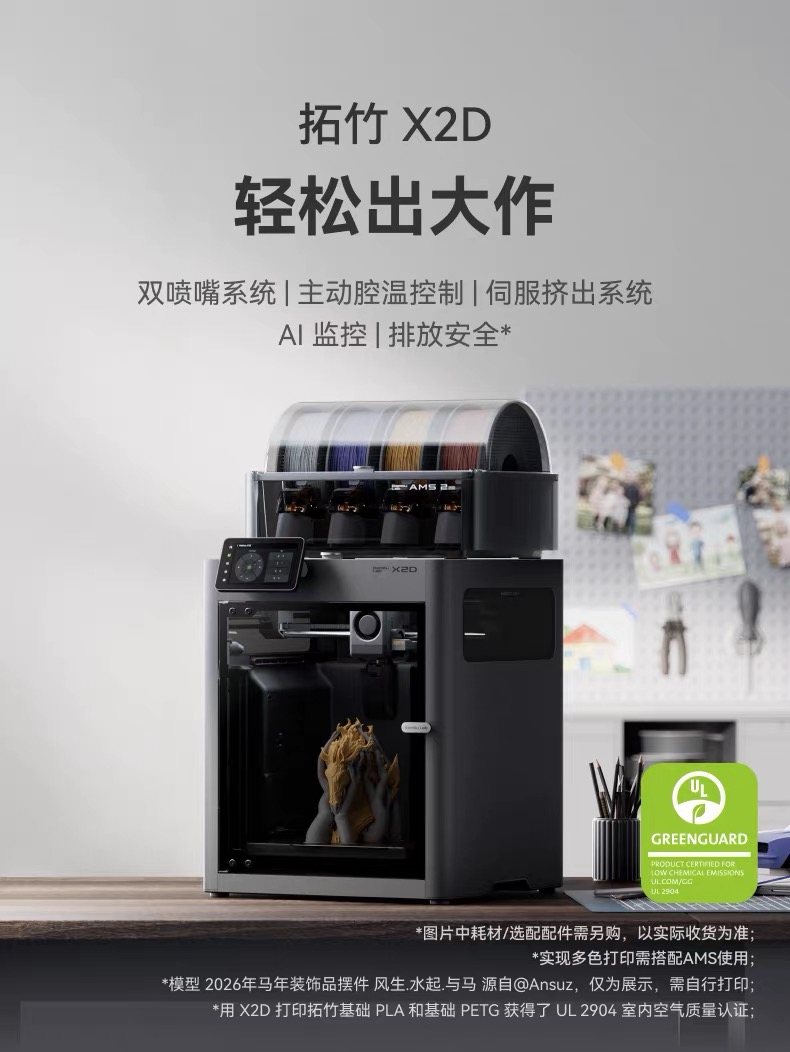 拓竹 X2D
轻松出大作
双喷嘴系统 | 主动腔温控制 | 伺服挤出系统
AI 监控 | 排放安全*
AMS 2
X2D
UL
GREENGUARD
PRODUCT CERTIFIED FOR
LOW CHEMICAL EMISSIONS
UL.COM/GG
UL 2904
*图片中耗材/选配配件需另购，以实际收货为准；
*实现多色打印需搭配AMS使用；
*模型 2026年马年装饰品摆件 风生.水起.与马 源自@Ansuz，仅为展示，需自行打印；
*用 X2D 打印拓竹基础 PLA 和基础 PETG 获得了 UL 2904 室内空气质量认证；